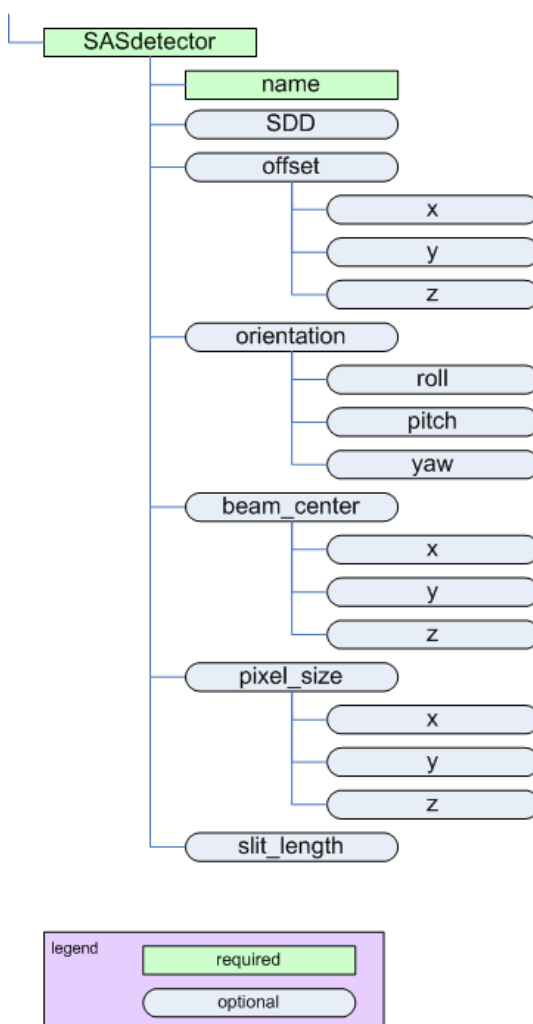 SASdetector
name
SDD
offset
x
y
z
orientation
roll
pitch
yaw
beam_center
x
y
z
pixel_size
x
y
z
slit_length
legend
required
optional